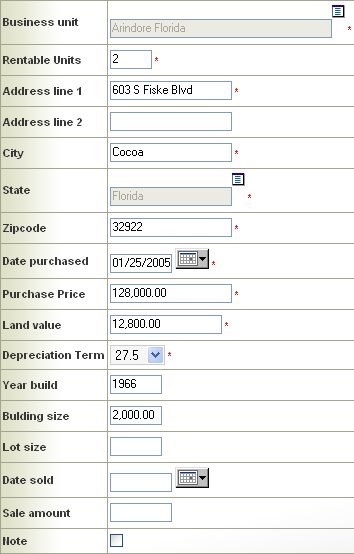 Business unit Arindore Florida *
Rentable Units 2 *
Address line 1 603 S Fiske Blvd *
Address line 2
City Cocoa *
State Florida *
Zipcode 32922 *
Date purchased 01/25/2005 *
Purchase Price 128,000.00 *
Land value 12,800.00 *
Depreciation Term 27.5 *
Year build 1966
Bulding size 2,000.00
Lot size
Date sold
Sale amount
Note